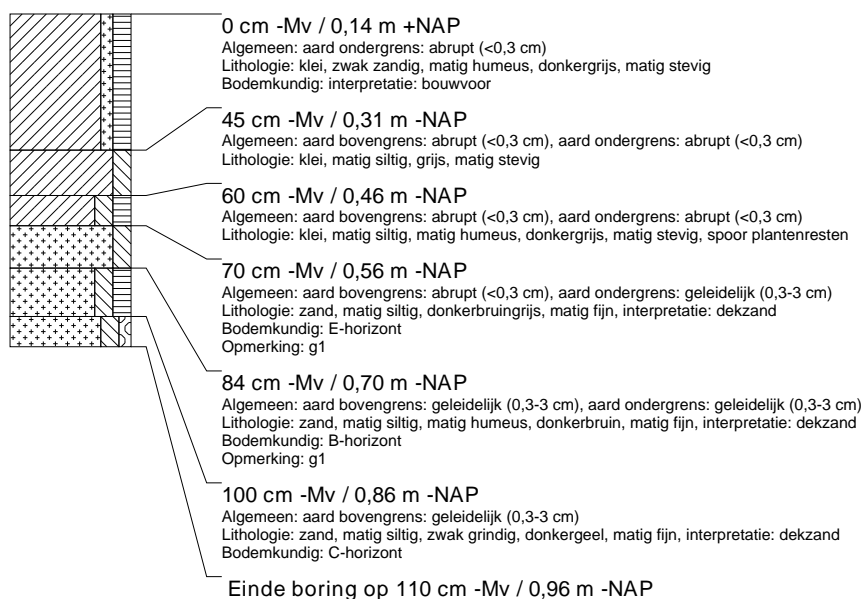 0 cm -Mv / 0,14 m +NAP
Algemeen: aard ondergrens: abrupt (<0,3 cm)
Lithologie: klei, zwak zandig, matig humeus, donkergrijs, matig stevig
Bodemkundig: interpretatie: bouwvoor
45 cm -Mv / 0,31 m -NAP
Algemeen: aard bovengrens: abrupt (<0,3 cm), aard ondergrens: abrupt (<0,3 cm)
Lithologie: klei, matig siltig, grijs, matig stevig
60 cm -Mv / 0,46 m -NAP
Algemeen: aard bovengrens: abrupt (<0,3 cm), aard ondergrens: abrupt (<0,3 cm)
Lithologie: klei, matig siltig, matig humeus, donkergrijs, matig stevig, spoor plantenresten
70 cm -Mv / 0,56 m -NAP
Algemeen: aard bovengrens: abrupt (<0,3 cm), aard ondergrens: geleidelijk (0,3-3 cm)
Lithologie: zand, matig siltig, donkerbruingrijs, matig fijn, interpretatie: dekzand
Bodemkundig: E-horizont
Opmerking: g1
84 cm -Mv / 0,70 m -NAP
Algemeen: aard bovengrens: geleidelijk (0,3-3 cm), aard ondergrens: geleidelijk (0,3-3 cm)
Lithologie: zand, matig siltig, matig humeus, donkerbruin, matig fijn, interpretatie: dekzand
Bodemkundig: B-horizont
Opmerking: g1
100 cm -Mv / 0,86 m -NAP
Algemeen: aard bovengrens: geleidelijk (0,3-3 cm)
Lithologie: zand, matig siltig, zwak grindig, donkergeel, matig fijn, interpretatie: dekzand
Bodemkundig: C-horizont
Einde boring op 110 cm -Mv / 0,96 m -NAP